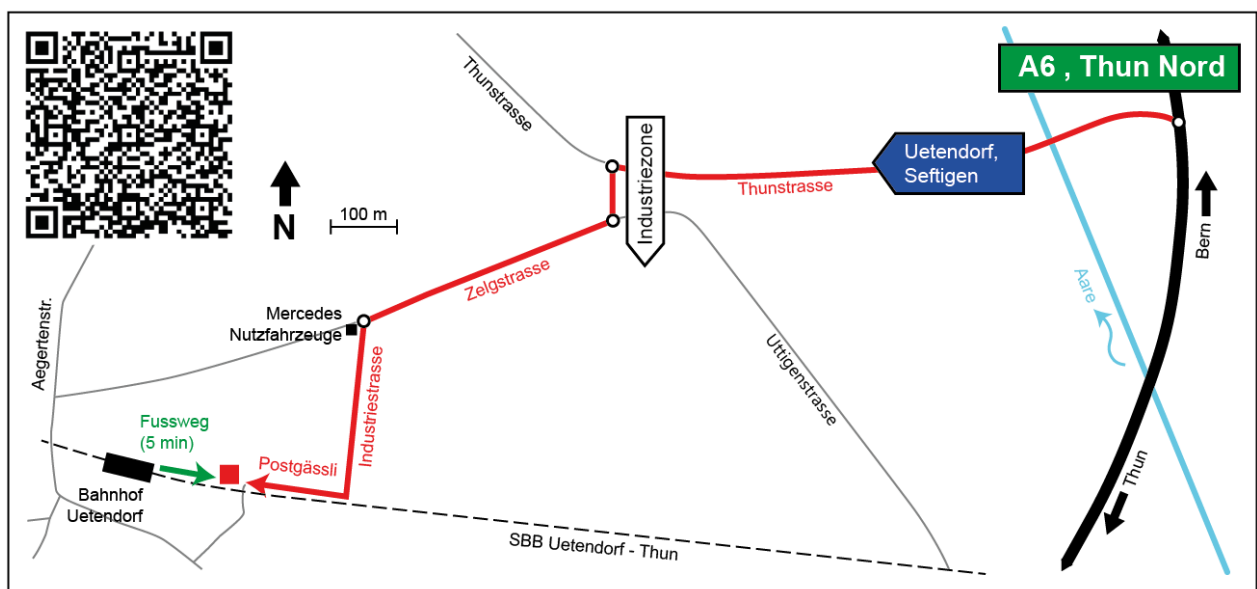 A6 , Thun Nord
Thunstrasse
Industriezone
Uetendorf,
Seftigen
Thunstrasse
N
100 m
Bern
Zelgstrasse
Aare
Mercedes
Nutzfahrzeuge
Aegertenstr.
Industriestrasse
Uttigenstrasse
Fussweg
(5 min)
Postgässli
Thun
Bahnhof
Uetendorf
SBB Uetendorf - Thun